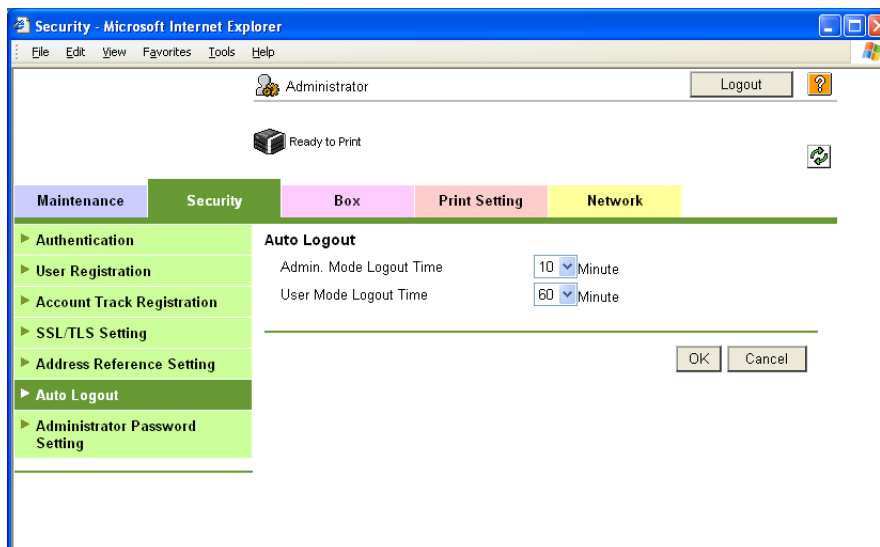 Security - Microsoft Internet Explorer
File Edit View Favorites Tools Help
Administrator
Logout
?
Ready to Print
Maintenance Security Box Print Setting Network
Authentication
User Registration
Account Track Registration
SSL/TLS Setting
Address Reference Setting
Auto Logout
Administrator Password
Setting
Auto Logout
Admin. Mode Logout Time 10 Minute
User Mode Logout Time 60 Minute
OK Cancel